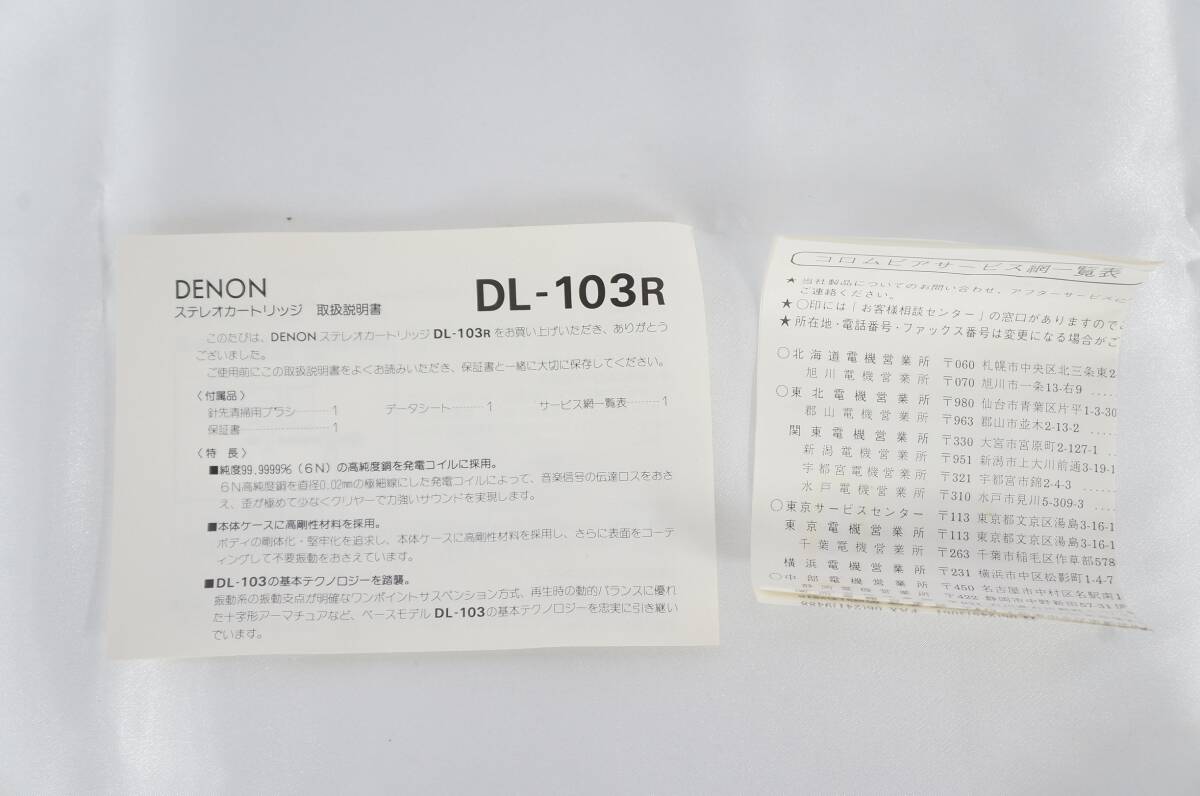 DENON
ステレオカートリッジ 取扱説明書
DL-103R
このたびは、DENONステレオカートリッジ DL-103R をお買い上げいただき、ありがとう
ございました。
ご使用前にこの取扱説明書をよくお読みいただき、保証書と一緒に大切に保存してください。
〈付属品〉
針先清掃用ブラシ………1 データシート………1 サービス網一覧表………1
保証書………………………1
〈特 長〉
■純度99.9999%(6N)の高純度銅を発電コイルに採用。
6N高純度銅を直径0.02mmの極細線にした発電コイルによって、音楽信号の伝達ロスをおさ
え、歪が極めて少なくクリヤーで力強いサウンドを実現します。
■本体ケースに高剛性材料を採用。
ボディの剛体化・堅牢化を追求し、本体ケースに高剛性材料を採用し、さらに表面をコーテ
ィングして不要振動をおさえています。
■DL-103の基本テクノロジーを踏襲。
振動系の振動支点が明確なワンポイントサスペンション方式、再生時の動的バランスに優れ
た十字形アーマチュアなど、ベースモデル DL-103の基本テクノロジーを忠実に引き継い
でいます。
コロムビアサービス網一覧表
★当社製品についてのお問い合わせ、アフターサービスに
ご連絡ください。
★○印には「お客様相談センター」の窓口がありますのでご
★所在地・電話番号・ファックス番号は変更になる場合がご
○北海道電機営業所 〒060 札幌市中央区北三条東2
旭川電機営業所 〒070 旭川市一条13-右9
○東北電機営業所 〒980 仙台市青葉区片平1-3-30
郡山電機営業所 〒963 郡山市並木2-13-2 .....
関東電機営業所 〒330 大宮市宮原町2-127-1
新潟電機営業所 〒951 新潟市上大川前通3-19-1
宇都宮電機営業所 〒321 宇都宮市錦2-4-3 .....
水戸電機営業所 〒310 水戸市見川5-309-3 ....
○東京サービスセンター 〒113 東京都文京区湯島3-16-1
東京電機営業所 〒113 東京都文京区湯島3-16-1
千葉電機営業所 〒263 千葉市稲毛区作草部578
横浜電機営業所 〒231 横浜市中区松影町1-4-7
○中部電機営業所 〒450 名古屋市中村区名駅南1
静岡電機営業所 〒422 静岡市中野新田57-31